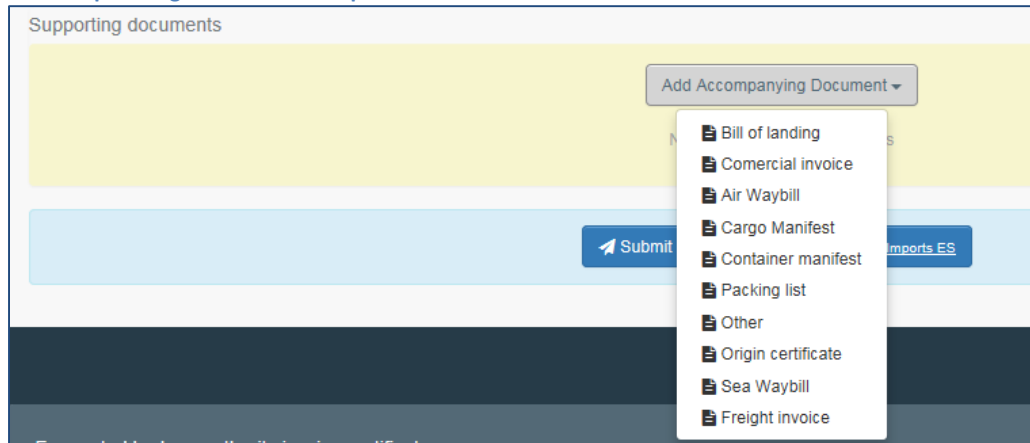 Supporting documents
Add Accompanying Document
Bill of landing
Comercial invoice
Air Waybill
Cargo Manifest
Submit
Imports ES
Container manifest
Packing list
Other
Origin certificate
Sea Waybill
Freight invoice